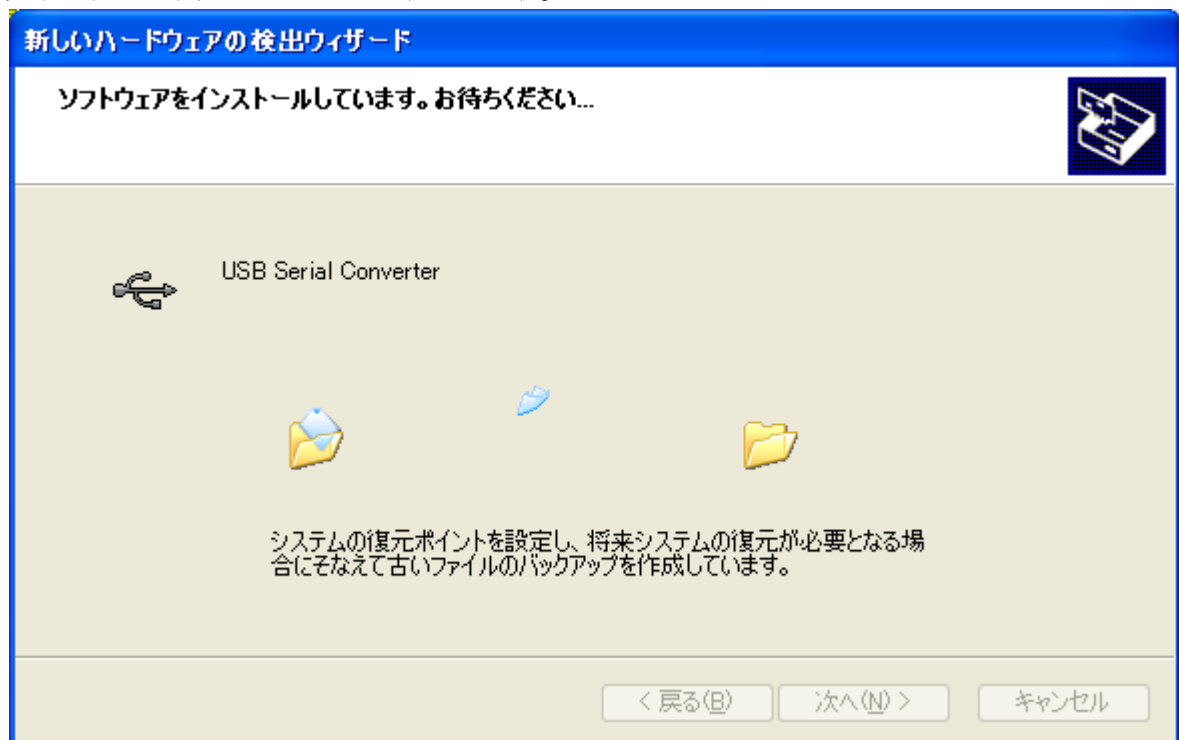 新しいハードウェアの検出ウィザード
ソフトウェアをインストールしています。お待ちください...
USB Serial Converter
システムの復元ポイントを設定し、将来システムの復元が必要となる場
合にそなえて古いファイルのバックアップを作成しています。
< 戻る(B) 次へ(N) > キャンセル